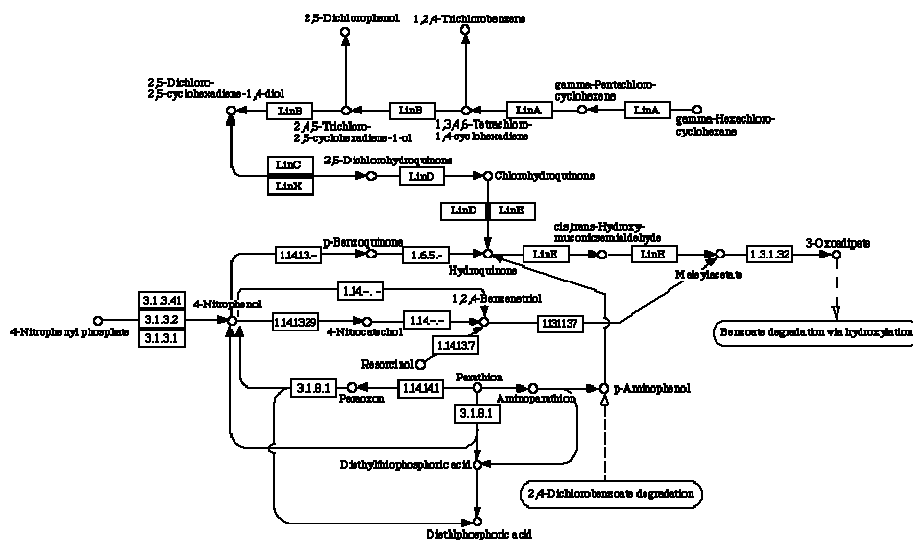 2,5-Dichlorophenol
1,2,4-Trichlorobenzene
2,5-Dichloro-
2,5-cyclohexadiene-1,4-diol
gamma-Pentachloro-
cyclohexene
LinB
LinB
LinA
LinA
2,4,5-Trichloro-
2,5-cyclohexadiene-1-ol
1,3,4,6-Tetrachloro-
1,4-cyclohexadiene
gamma-Hexachloro-
cyclohexane
LinC
LinX
2,5-Dichlorohydroquinone
LinD
Chlorohydroquinone
LinD
LinE
p-Benzoquinone
1.14.13.-
1.6.5.-
Hydroquinone
cis,trans-Hydroxy-
muconicsemialdehyde
LinE
LinE
Maleylacetate
1.3.1.32
3-Oxoadipate
4-Nitrophenyl phosphate
3.1.3.41
3.1.3.2
3.1.3.1
4-Nitrophenol
1.14.-.-
1,2,4-Benzenetriol
1.14.13.29
4-Nitrocatechol
1.14.-.-
1.13.11.37
Benzoate degradation via hydroxylation
1.14.13.7
Resorcinol
3.1.8.1
Paraoxon
1.14.14.1
Parathion
Aminoparathion
p-Aminophenol
3.1.8.1
Diethylthiophosphoric acid
2,4-Dichlorobenzoate degradation
Diethlphosphoric acid